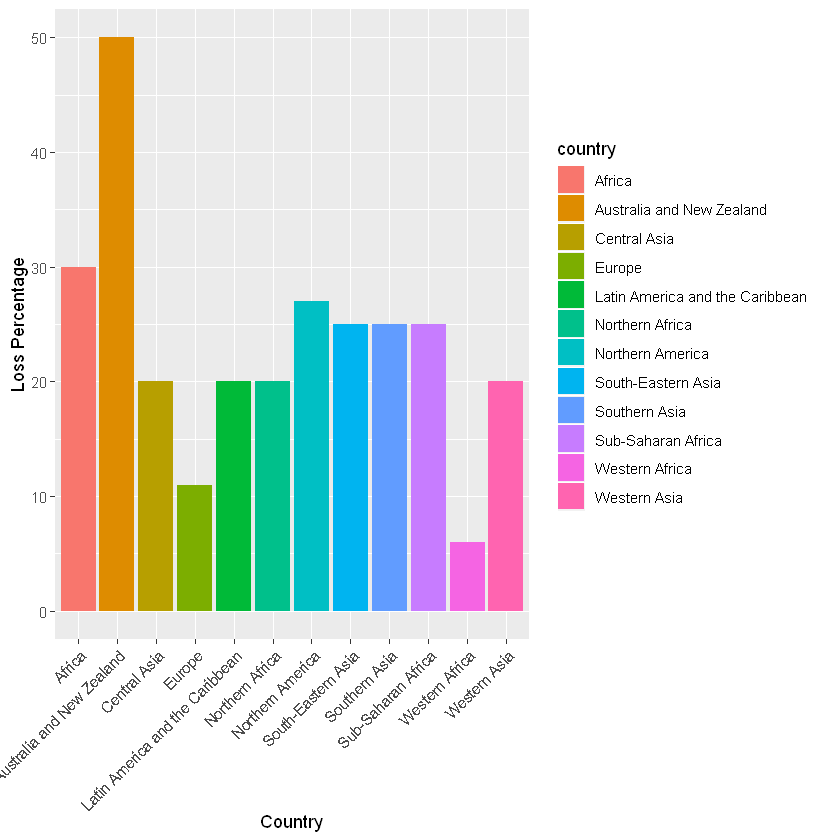 50
40
30
20
10
0
Loss Percentage
Africa
Australia and New Zealand
Central Asia
Europe
Latin America and the Caribbean
Northern Africa
Northern America
South-Eastern Asia
Southern Asia
Sub-Saharan Africa
Western Africa
Western Asia
Country
country
Africa
Australia and New Zealand
Central Asia
Europe
Latin America and the Caribbean
Northern Africa
Northern America
South-Eastern Asia
Southern Asia
Sub-Saharan Africa
Western Africa
Western Asia